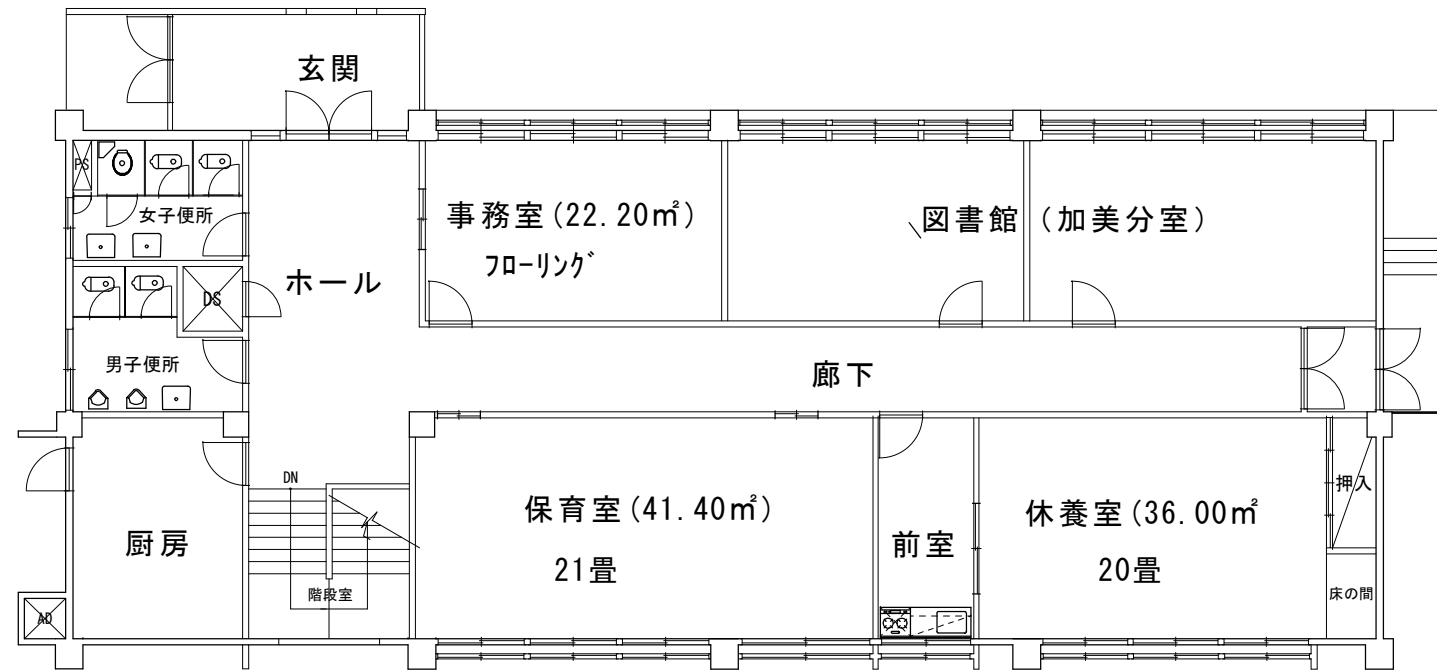 玄関
PS
女子便所
事務室(22.20㎡)
フローリング
図書館（加美分室）
ホール
DS
男子便所
廊下
DN
保育室(41.40㎡)
21畳
前室
休養室(36.00㎡
20畳
押入
厨房
階段室
床の間
AD